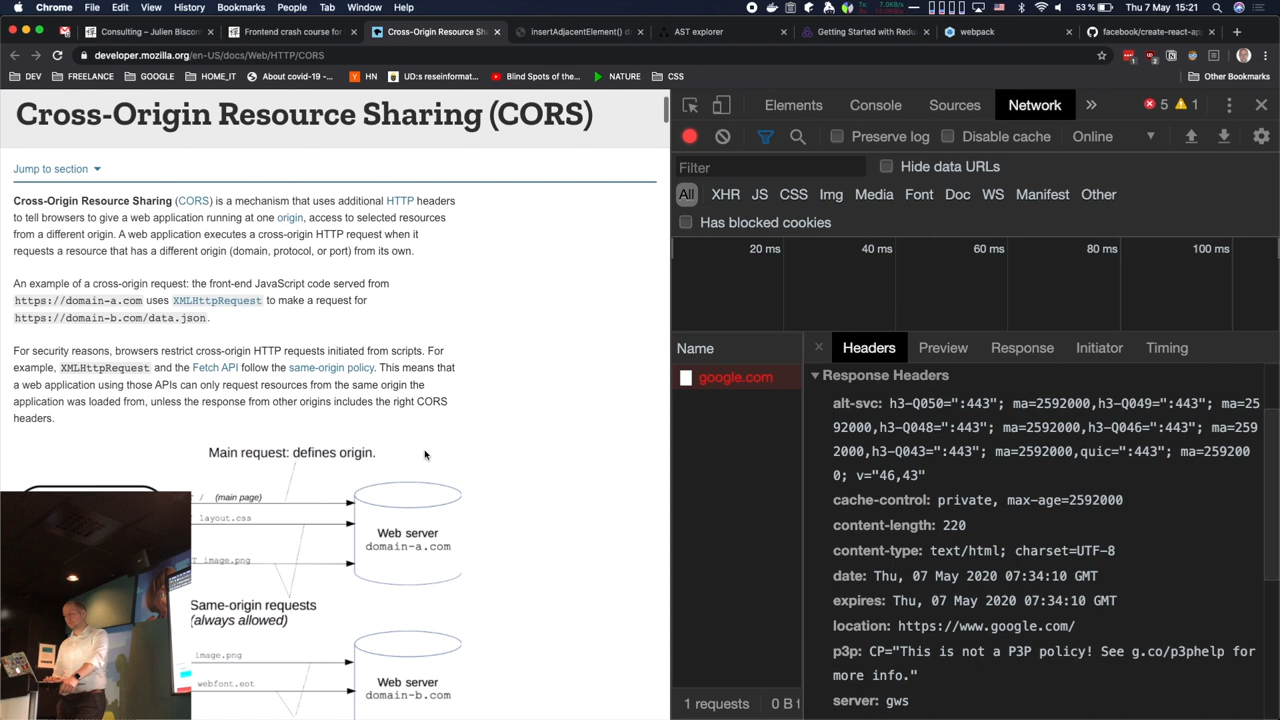 Chrome File Edit View History Bookmarks People Tab Window Help
53 % Thu 7 May 15:21
Consulting – Julien Biscon
Frontend crash course for
Cross-Origin Resource Sha
insertAdjacentElement() d
AST explorer
Getting Started with Redu
webpack
facebook/create-react-app
developer.mozilla.org/en-US/docs/Web/HTTP/CORS
DEV FREELANCE GOOGLE HOME_IT About covid-19 -... HN UD:s reseinformat... Blind Spots of the... NATURE CSS Other Bookmarks
Cross-Origin Resource Sharing (CORS)
Jump to section
Cross-Origin Resource Sharing (CORS) is a mechanism that uses additional HTTP headers
to tell browsers to give a web application running at one origin, access to selected resources
from a different origin. A web application executes a cross-origin HTTP request when it
requests a resource that has a different origin (domain, protocol, or port) from its own.
An example of a cross-origin request: the front-end JavaScript code served from
https://domain-a.com uses XMLHttpRequest to make a request for
https://domain-b.com/data.json.
For security reasons, browsers restrict cross-origin HTTP requests initiated from scripts. For
example, XMLHttpRequest and the Fetch API follow the same-origin policy. This means that
a web application using those APIs can only request resources from the same origin the
application was loaded from, unless the response from other origins includes the right CORS
headers.
Main request: defines origin.
/ (main page)
layout.css
T image.png
Web server
domain-a.com
Same-origin requests
(always allowed)
image.png
webfont.eot
Web server
domain-b.com
Elements Console Sources Network » 5 1
Preserve log Disable cache Online
Filter Hide data URLs
All XHR JS CSS Img Media Font Doc WS Manifest Other
Has blocked cookies
20 ms 40 ms 60 ms 80 ms 100 ms
Name
google.com
1 requests 0 B
Headers Preview Response Initiator Timing
Response Headers
alt-svc: h3-Q050=":443"; ma=2592000,h3-Q049=":443"; ma=25
92000,h3-Q048=":443"; ma=2592000,h3-Q046=":443"; ma=259
2000,h3-Q043=":443"; ma=2592000,quic=":443"; ma=259200
0; v="46,43"
cache-control: private, max-age=2592000
content-length: 220
content-type: text/html; charset=UTF-8
date: Thu, 07 May 2020 07:34:10 GMT
expires: Thu, 07 May 2020 07:34:10 GMT
location: https://www.google.com/
p3p: CP="This is not a P3P policy! See g.co/p3phelp for
more info."
server: gws